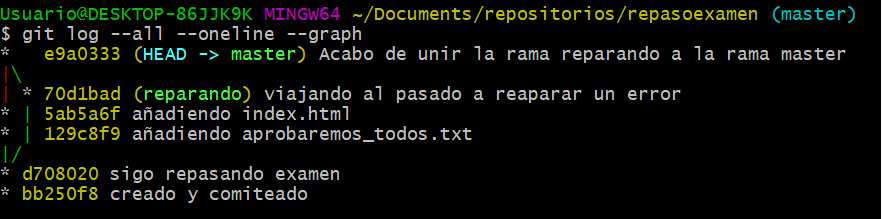 Usuario@DESKTOP-86JJK9K MINGW64 ~/Documents/repositorios/repasoexamen (master)
$ git log --all --oneline --graph
*   e9a0333 (HEAD -> master) Acabo de unir la rama reparando a la rama master
|\
| * 70d1bad (reparando) viajando al pasado a reaparar un error
* | 5ab5a6f añadiendo index.html
* | 129c8f9 añadiendo aprobaremos_todos.txt
|/
* d708020 sigo repasando examen
* bb250f8 creado y comiteado